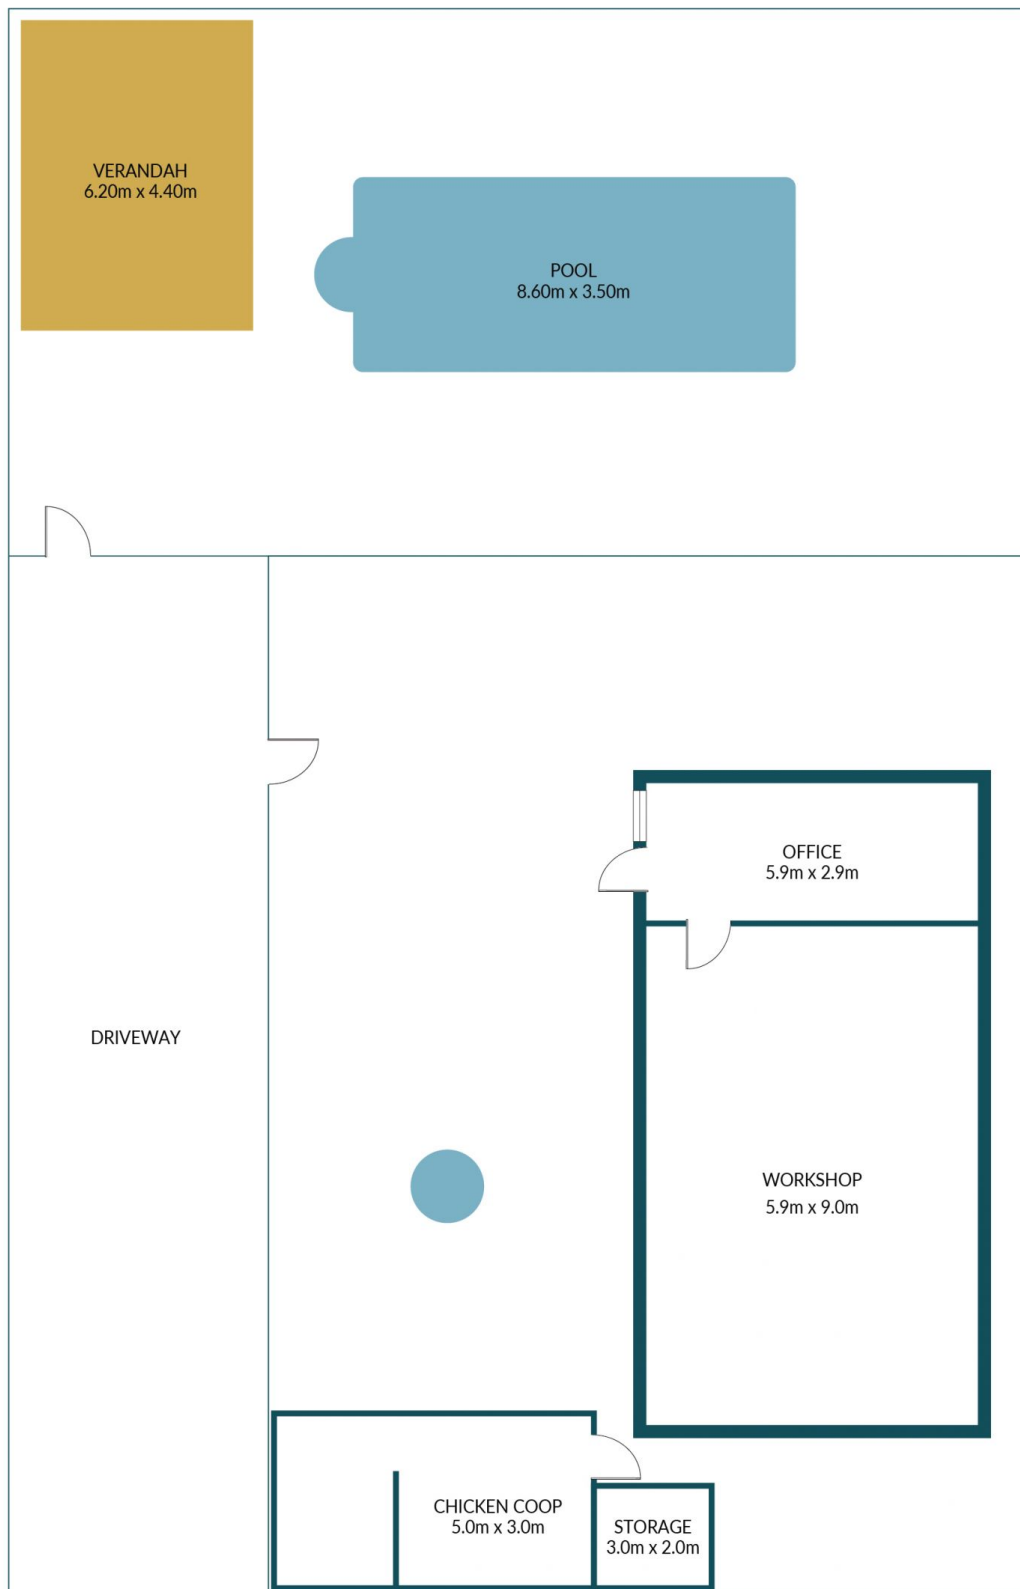 VERANDAH
6.20m x 4.40m
POOL
8.60m x 3.50m
OFFICE
5.9m x 2.9m
DRIVEWAY
WORKSHOP
5.9m x 9.0m
CHICKEN COOP
5.0m x 3.0m
STORAGE
3.0m x 2.0m